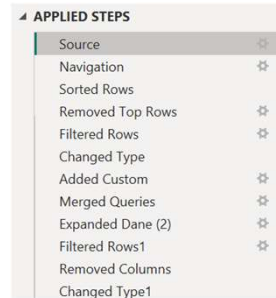 APPLIED STEPS
Source
Navigation
Sorted Rows
Removed Top Rows
Filtered Rows
Changed Type
Added Custom
Merged Queries
Expanded Dane (2)
Filtered Rows1
Removed Columns
Changed Type1